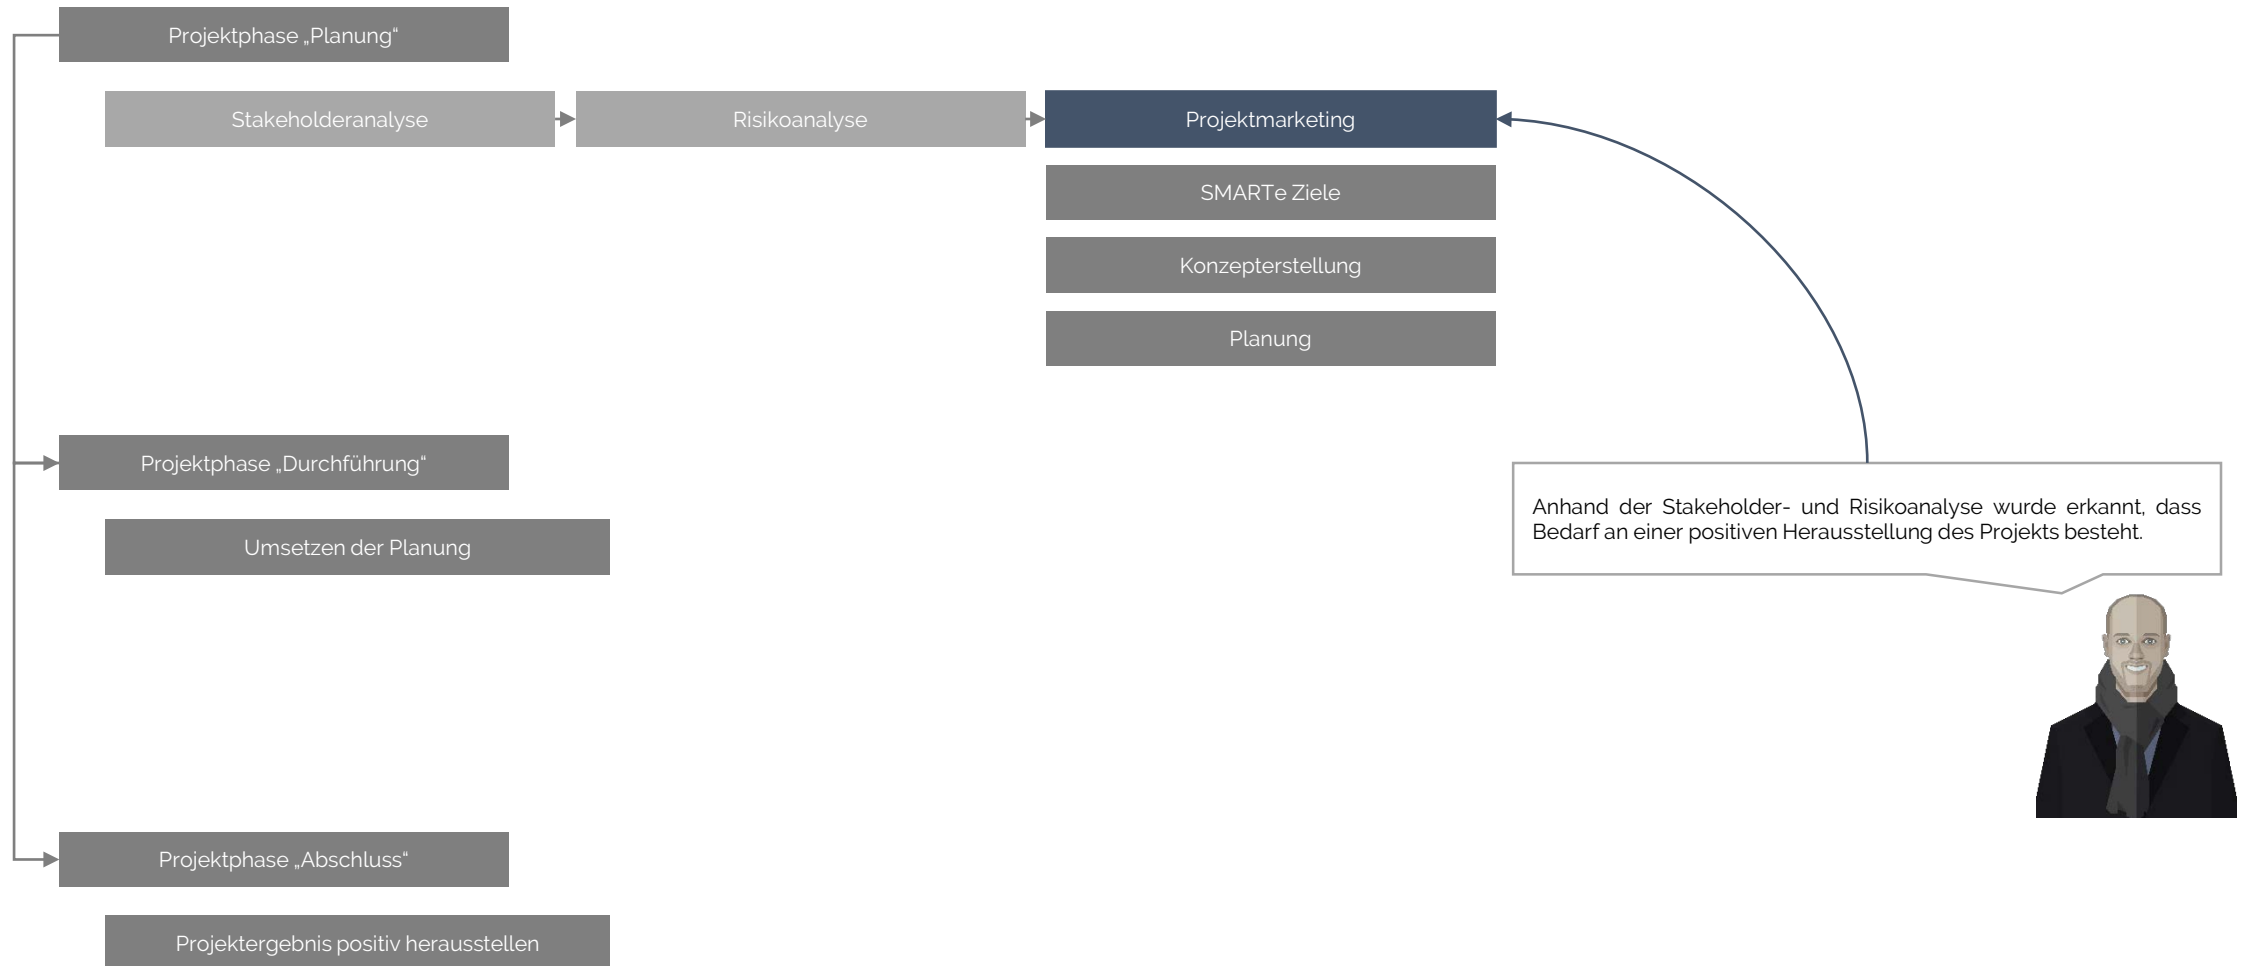 Projektphase „Planung“
Stakeholderanalyse
Risikoanalyse
Projektmarketing
SMARTe Ziele
Konzepterstellung
Planung
Projektphase „Durchführung“
Umsetzen der Planung
Anhand der Stakeholder- und Risikoanalyse wurde erkannt, dass
Bedarf an einer positiven Herausstellung des Projekts besteht.
Projektphase „Abschluss“
Projektergebnis positiv herausstellen